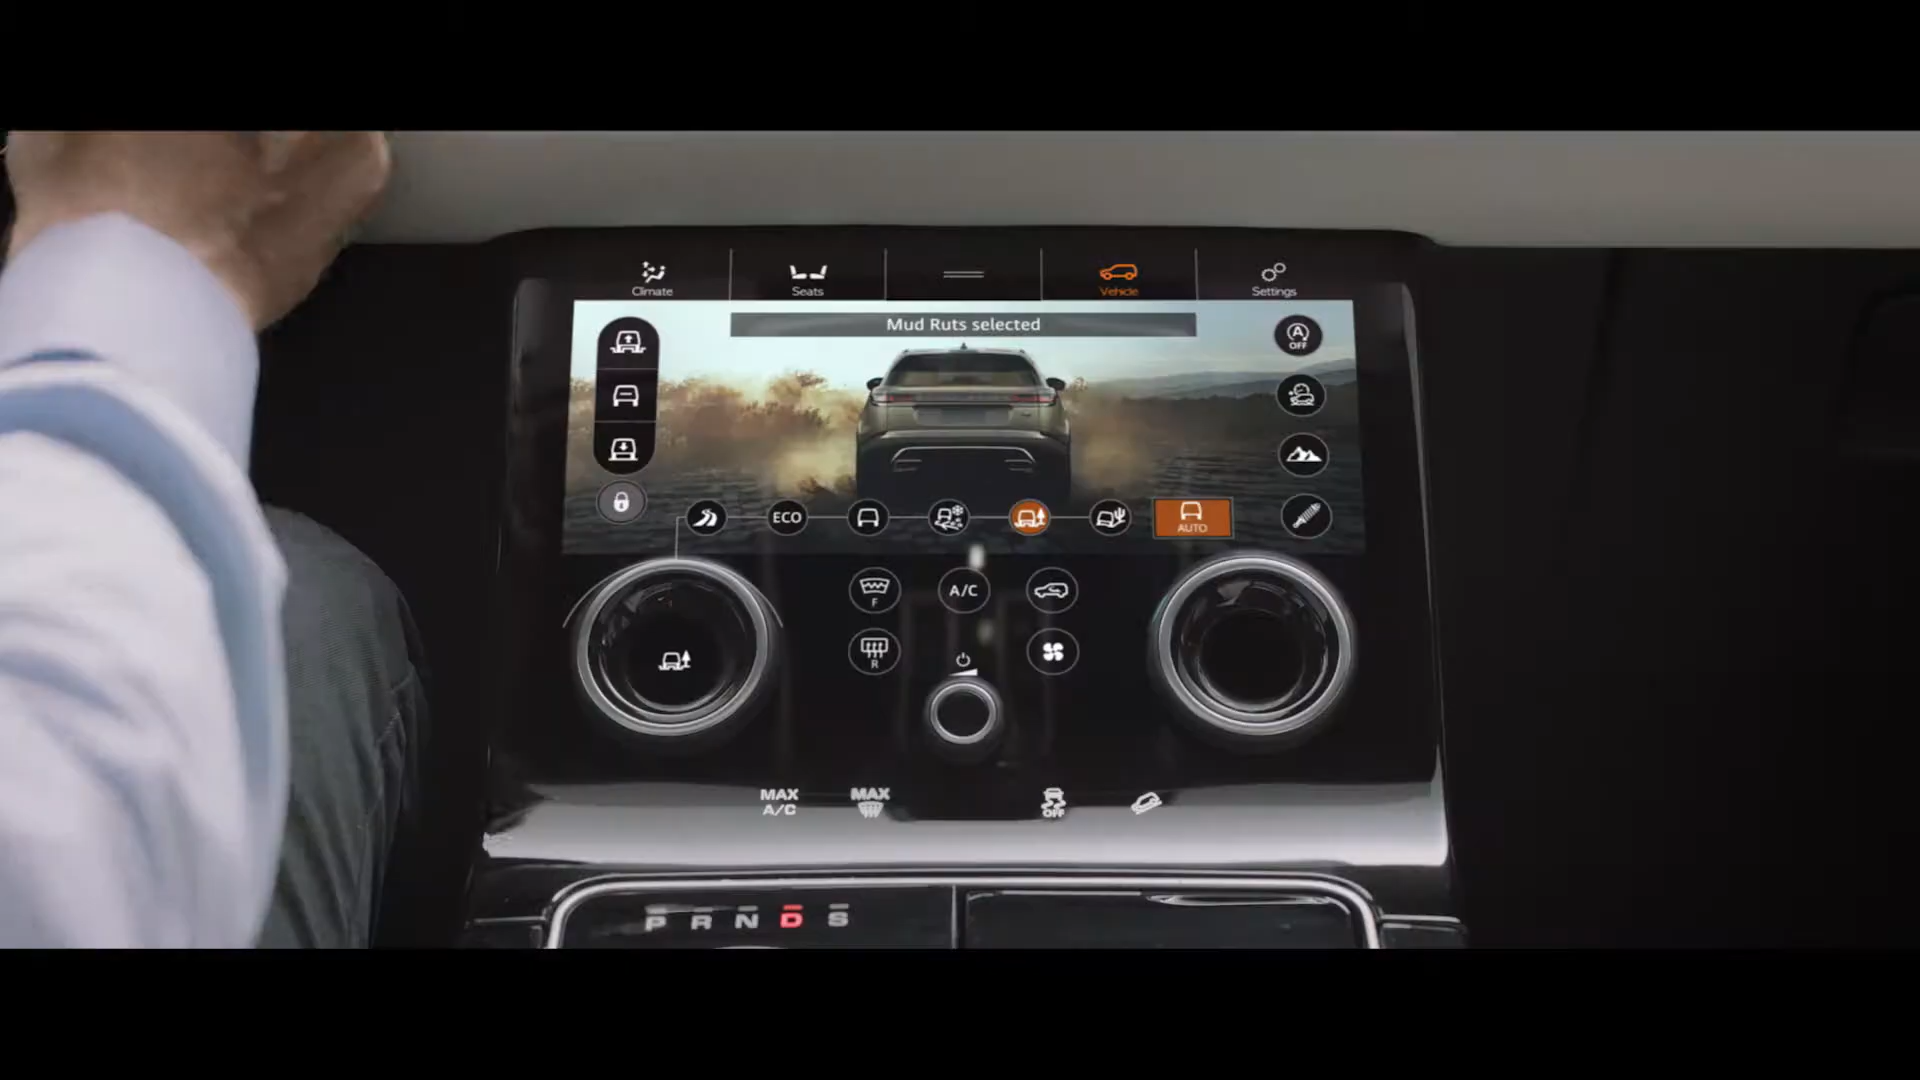 Climate
Seats
Vehicle
Settings
Mud Ruts selected
A
OFF
ECO
AUTO
F
A/C
R
MAX
A/C
MAX
OFF
P R N D S